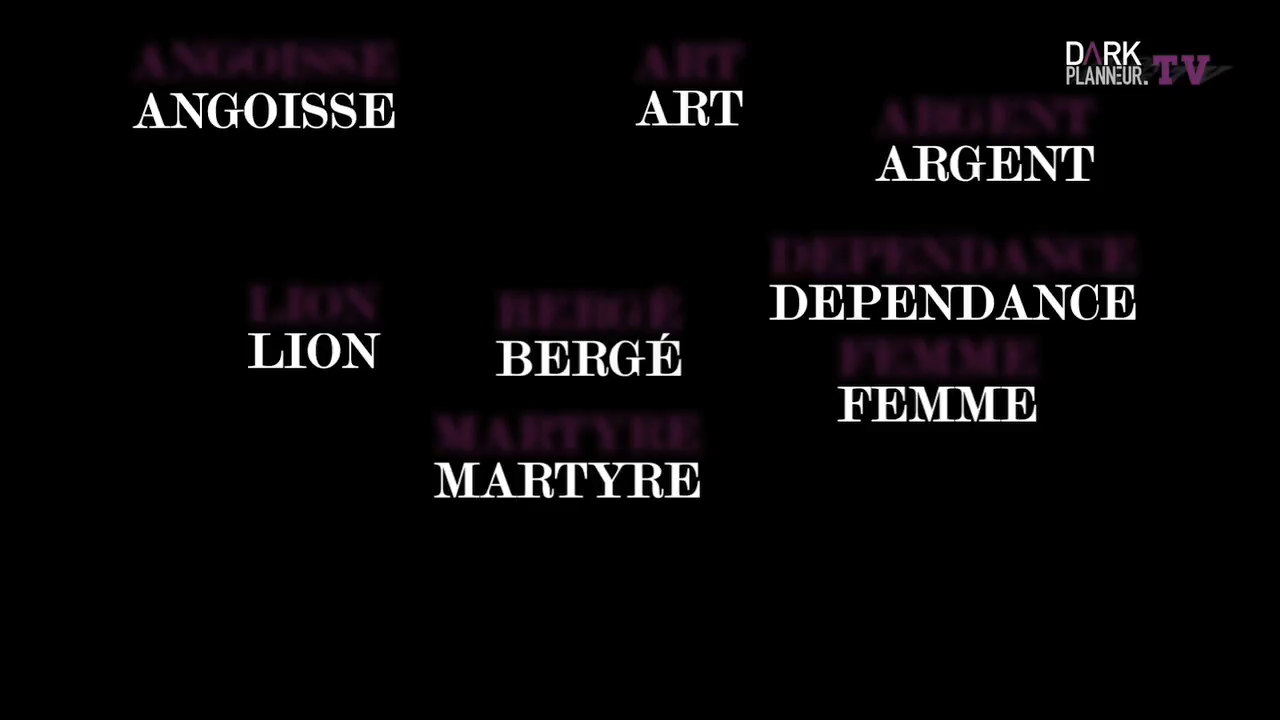 ANGOISSE
ART
DARK
PLANNEUR. TV
ARGENT
DEPENDANCE
LION
BERGÉ
FEMME
MARTYRE